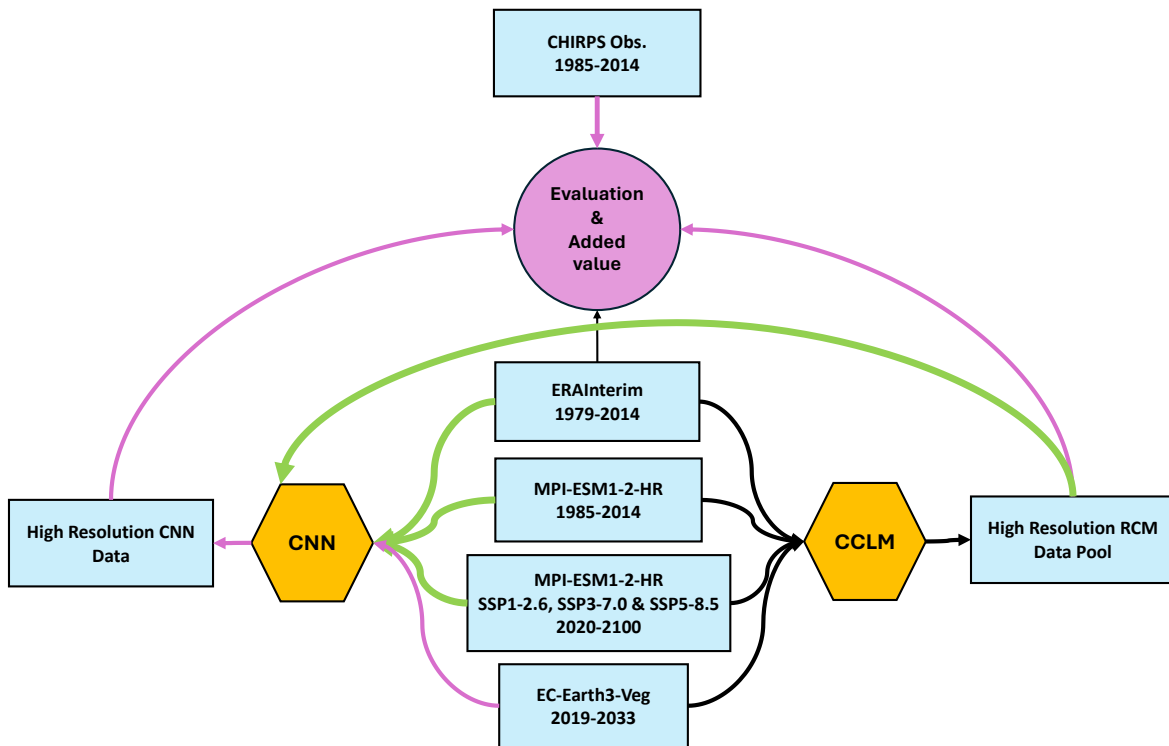 CHIRPS Obs.
1985-2014
Evaluation
&
Added
value
ERAInterim
1979-2014
MPI-ESM1-2-HR
1985-2014
High Resolution CNN
Data
CNN
CCLM
High Resolution RCM
Data Pool
MPI-ESM1-2-HR
SSP1-2.6, SSP3-7.0 & SSP5-8.5
2020-2100
EC-Earth3-Veg
2019-2033